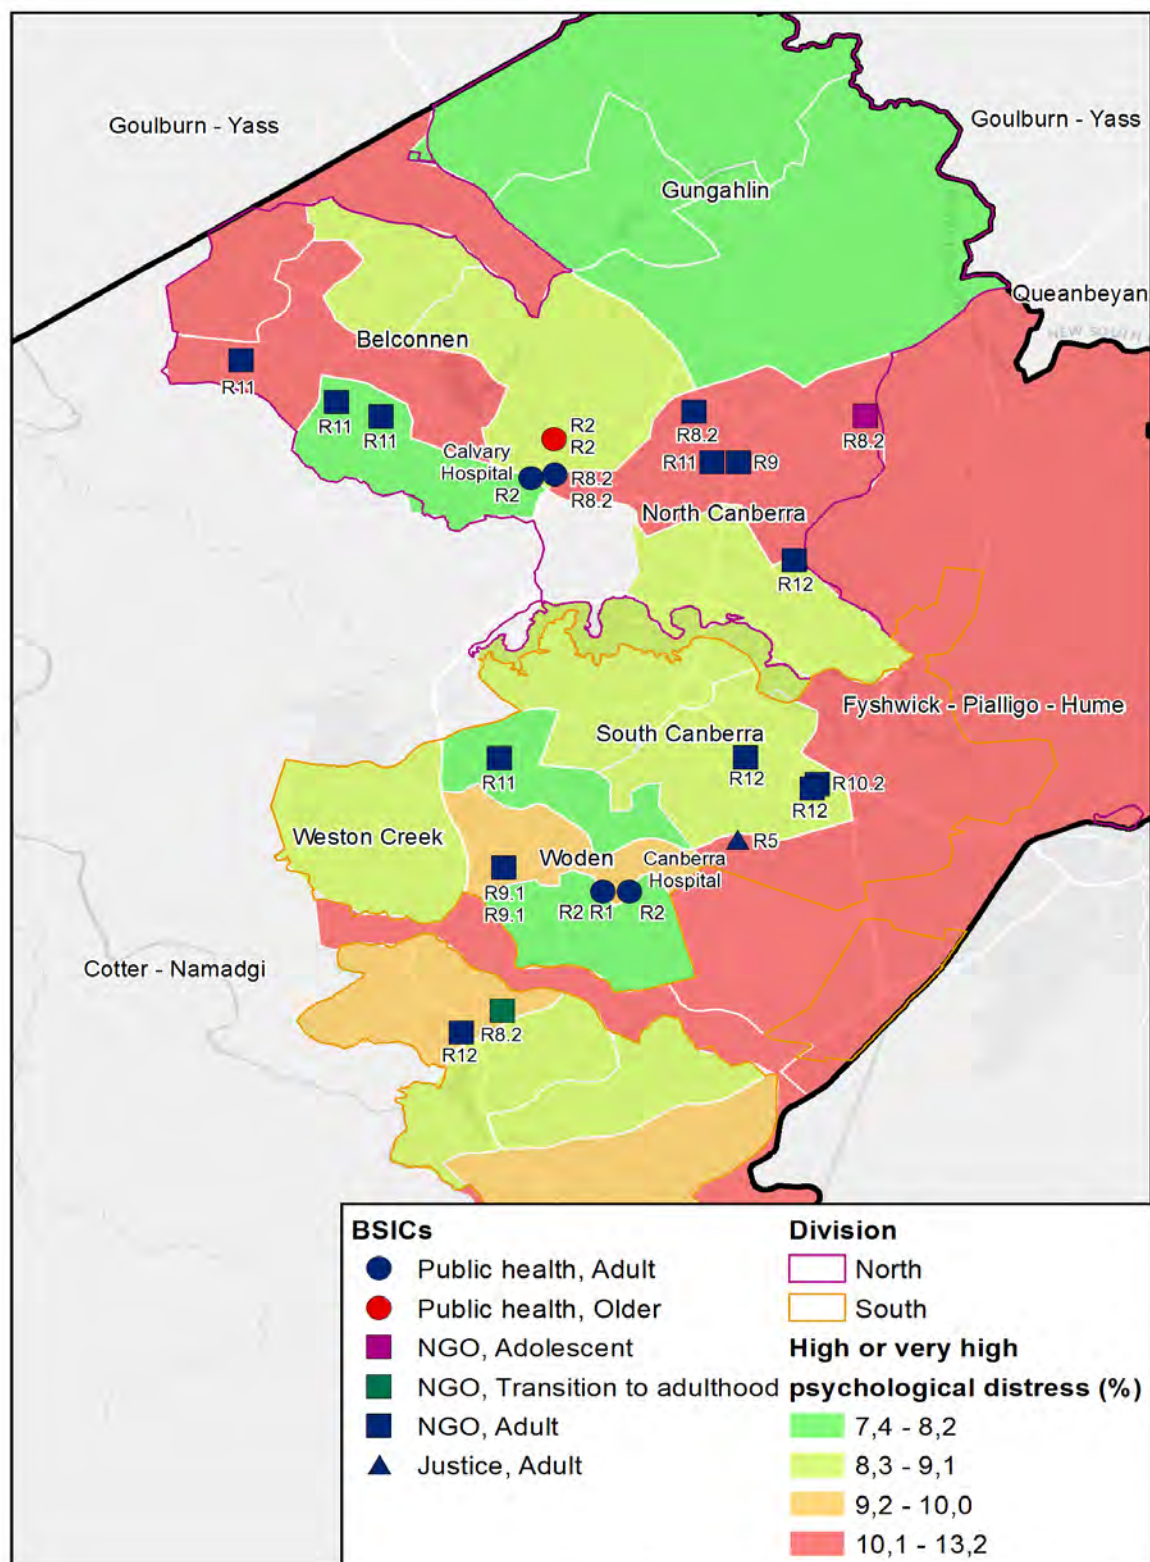 Goulburn - Yass
Goulburn - Yass
Gungahlin
Queanbeyan
NEW SOUTH
Belconnen
R11
R11
R11
Calvary
Hospital
R2
R2
R2
R8.2
R8.2
R8.2
R11
R9
R8.2
North Canberra
R12
Fyshwick - Pialligo - Hume
South Canberra
R11
R12
R10.2
R12
Weston Creek
R5
Woden
Canberra
Hospital
R9.1
R9.1
R2 R1
R2
Cotter - Namadgi
R8.2
R12
BSICs
Public health, Adult
Public health, Older
NGO, Adolescent
NGO, Transition to adulthood
NGO, Adult
Justice, Adult
Division
North
South
High or very high
psychological distress (%)
7,4 - 8,2
8,3 - 9,1
9,2 - 10,0
10,1 - 13,2